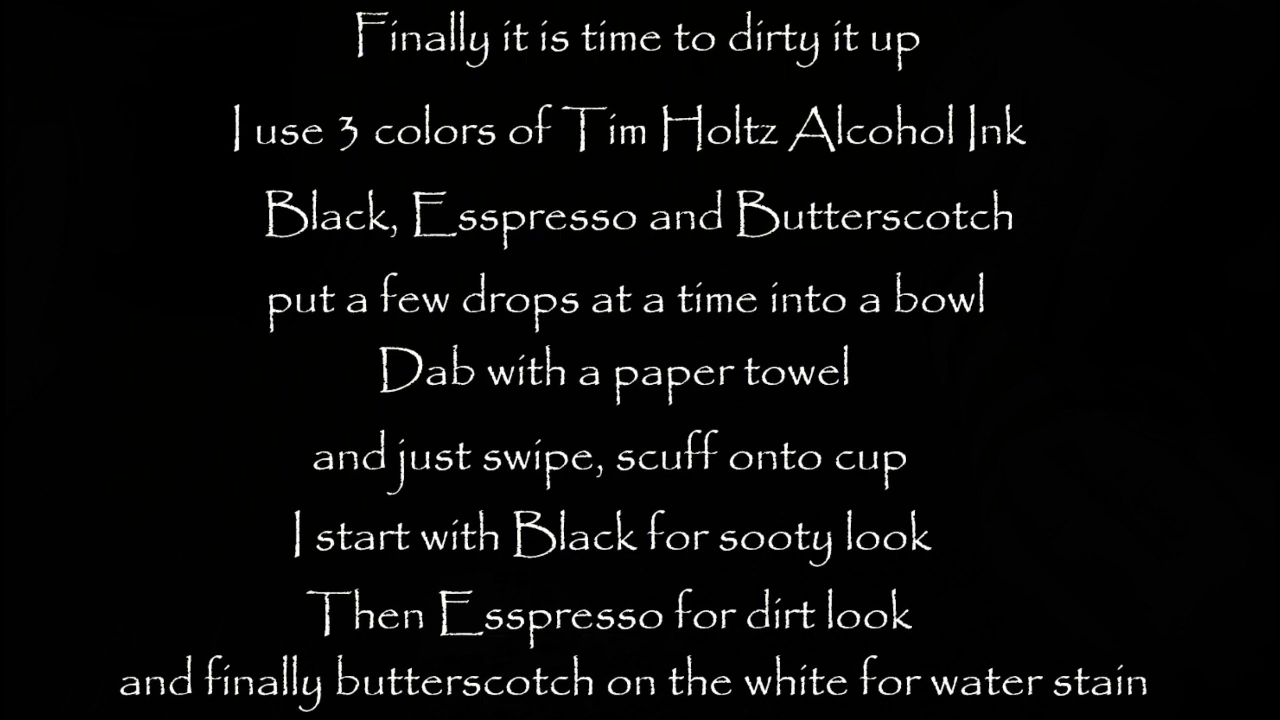 Finally it is time to dirty it up
I use 3 colors of Tim Holtz Alcohol Ink
Black, Esspresso and Butterscotch
put a few drops at a time into a bowl
Dab with a paper towel
and just swipe, scuff onto cup
I start with Black for sooty look
Then Esspresso for dirt look
and finally butterscotch on the white for water stain